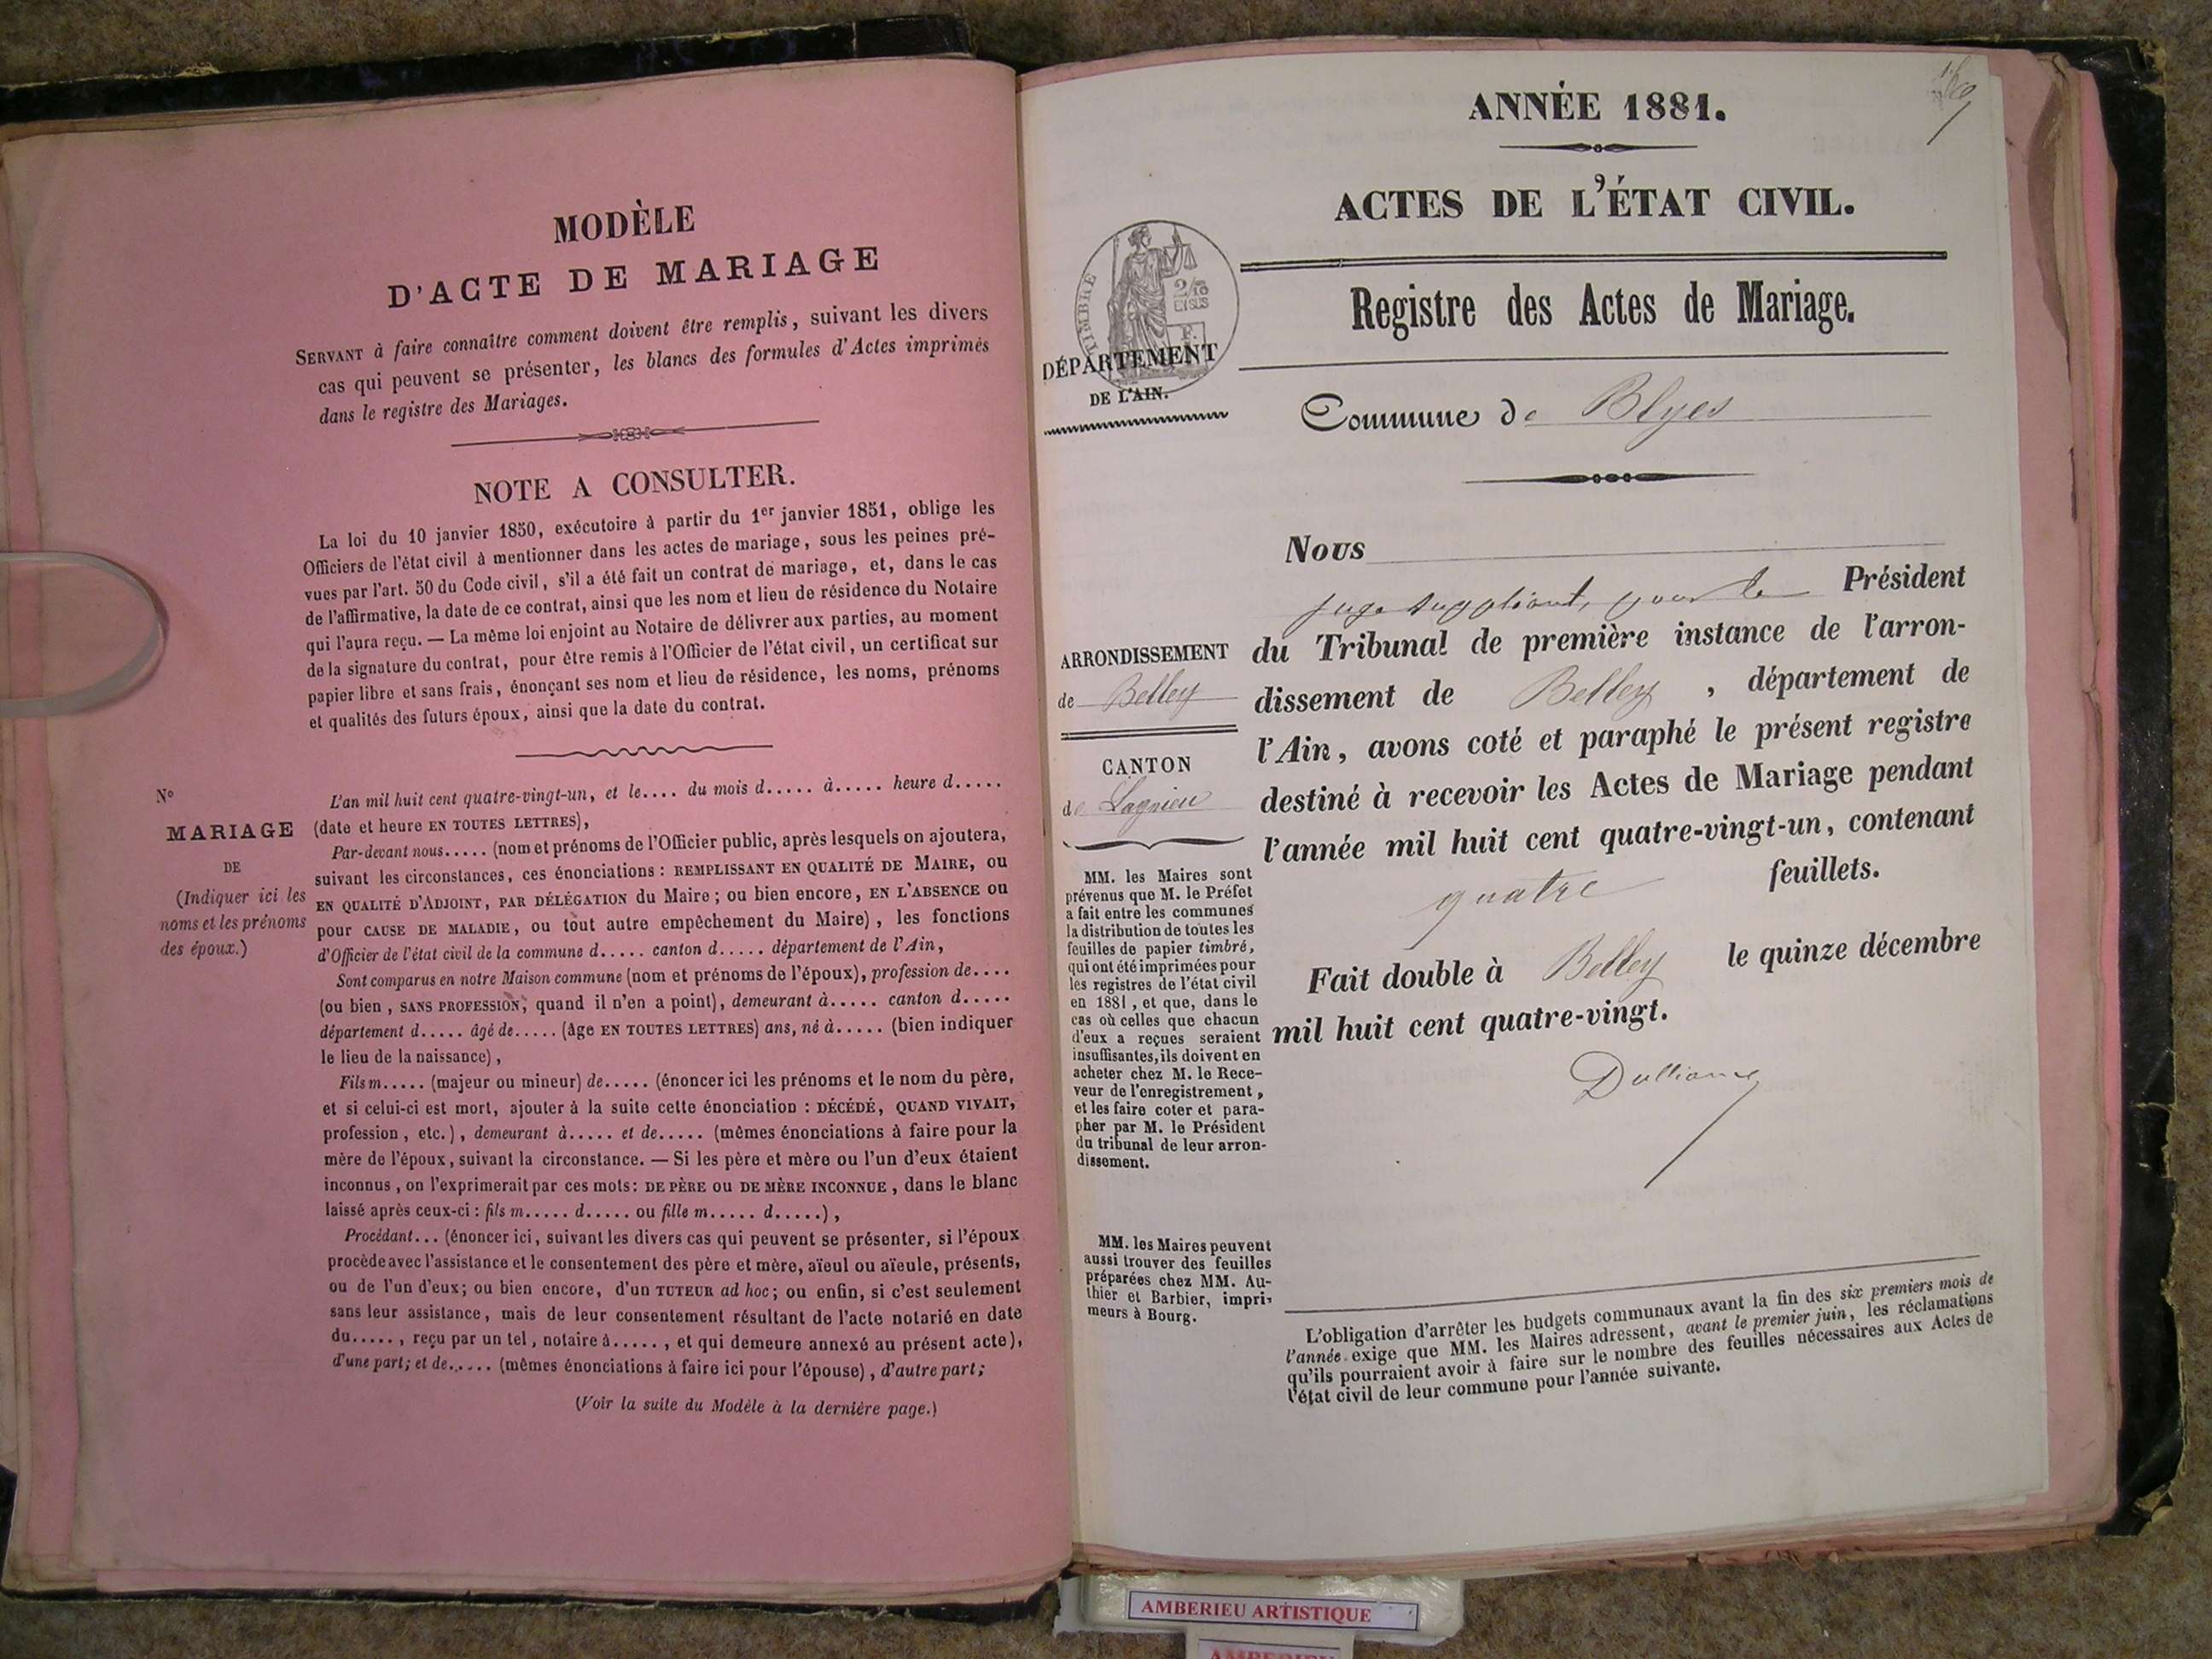 MODÈLE
D'ACTE DE MARIAGE
SERVANT à faire connaître comment doivent être remplis, suivant les divers
cas qui peuvent se présenter, les blancs des formules d'Actes imprimés
dans le registre des Mariages.
NOTE A CONSULTER.
La loi du 10 janvier 1850, exécutoire à partir du 1er janvier 1851, oblige les
Officiers de l'état civil à mentionner dans les actes de mariage, sous les peines pré-
vues par l'art. 50 du Code civil, s'il a été fait un contrat de mariage, et, dans le cas
de l'affirmative, la date de ce contrat, ainsi que les nom et lieu de résidence du Notaire
qui l'aura reçu. — La même loi enjoint au Notaire de délivrer aux parties, au moment
de la signature du contrat, pour être remis à l'Officier de l'état civil, un certificat sur
papier libre et sans frais, énonçant ses nom et lieu de résidence, les noms, prénoms
et qualités des futurs époux, ainsi que la date du contrat.
No
MARIAGE
DE
(Indiquer ici les
noms et les prénoms
des époux.)
L'an mil huit cent quatre-vingt-un, et le.... du mois d..... à..... heure d.....
(date et heure EN TOUTES LETTRES),
Par-devant nous..... (nom et prénoms de l'Officier public, après lesquels on ajoutera,
suivant les circonstances, ces énonciations : REMPLISSANT EN QUALITÉ DE MAIRE, OU
EN QUALITÉ D'ADJOINT, PAR DÉLÉGATION du Maire; ou bien encore, EN L'ABSENCE OU
pour CAUSE DE MALADIE, ou tout autre empêchement du Maire), les fonctions
d'Officier de l'état civil de la commune d..... canton d..... département de l'Ain,
Sont comparus en notre Maison commune (nom et prénoms de l'époux), profession de....
(ou bien, SANS PROFESSION, quand il n'en a point), demeurant à..... canton d.....
département d..... âgé de..... (âge EN TOUTES LETTRES) ans, né à..... (bien indiquer
le lieu de la naissance),
Fils m..... (majeur ou mineur) de..... (énoncer ici les prénoms et le nom du père,
et si celui-ci est mort, ajouter à la suite cette énonciation : DÉCÉDÉ, QUAND VIVAIT,
profession, etc.), demeurant à..... et de..... (mêmes énonciations à faire pour la
mère de l'époux, suivant la circonstance. — Si les père et mère ou l'un d'eux étaient
inconnus, on l'exprimerait par ces mots: DE PÈRE OU DE MÈRE INCONNUE, dans le blanc
laissé après ceux-ci : fils m..... d..... ou fille m..... d.....),
Procédant... (énoncer ici, suivant les divers cas qui peuvent se présenter, si l'époux
procède avec l'assistance et le consentement des père et mère, aïeul ou aïeule, présents,
ou de l'un d'eux; ou bien encore, d'un TUTEUR ad hoc; ou enfin, si c'est seulement
sans leur assistance, mais de leur consentement résultant de l'acte notarié en date
du....., reçu par un tel, notaire à....., et qui demeure annexé au présent acte),
d'une part; et de..... (mêmes énonciations à faire ici pour l'épouse), d'autre part;
(Voir la suite du Modèle à la dernière page.)
ANNÉE 1881.
ACTES DE L'ÉTAT CIVIL.
Registre des Actes de Mariage.
TIMBRE
2/10
EN SUS
DÉPARTEMENT
DE L'AIN.
Commune de Blyes
Nous
juge suppléant, pour le Président
du Tribunal de première instance de l'arron-
dissement de Belley, département de
l'Ain, avons coté et paraphé le présent registre
destiné à recevoir les Actes de Mariage pendant
l'année mil huit cent quatre-vingt-un, contenant
quatre feuillets.
Fait double à Belley le quinze décembre
mil huit cent quatre-vingt.
ARRONDISSEMENT
de Belley
CANTON
de Lagnieu
MM. les Maires sont
prévenus que M. le Préfet
a fait entre les communes
la distribution de toutes les
feuilles de papier timbré,
qui ont été imprimées pour
les registres de l'état civil
en 1881, et que, dans le
cas où celles que chacun
d'eux a reçues seraient
insuffisantes, ils doivent en
acheter chez M. le Rece-
veur de l'enregistrement,
et les faire coter et para-
pher par M. le Président
du tribunal de leur arron-
dissement.
MM. les Maires peuvent
aussi trouver des feuilles
préparées chez MM. Au-
thier et Barbier, impri-
meurs à Bourg.
L'obligation d'arrêter les budgets communaux avant la fin des six premiers mois de
l'année exige que MM. les Maires adressent, avant le premier juin, les réclamations
qu'ils pourraient avoir à faire sur le nombre des feuilles nécessaires aux Actes de
l'état civil de leur commune pour l'année suivante.
AMBERIEU ARTISTIQUE
AMBERIEU